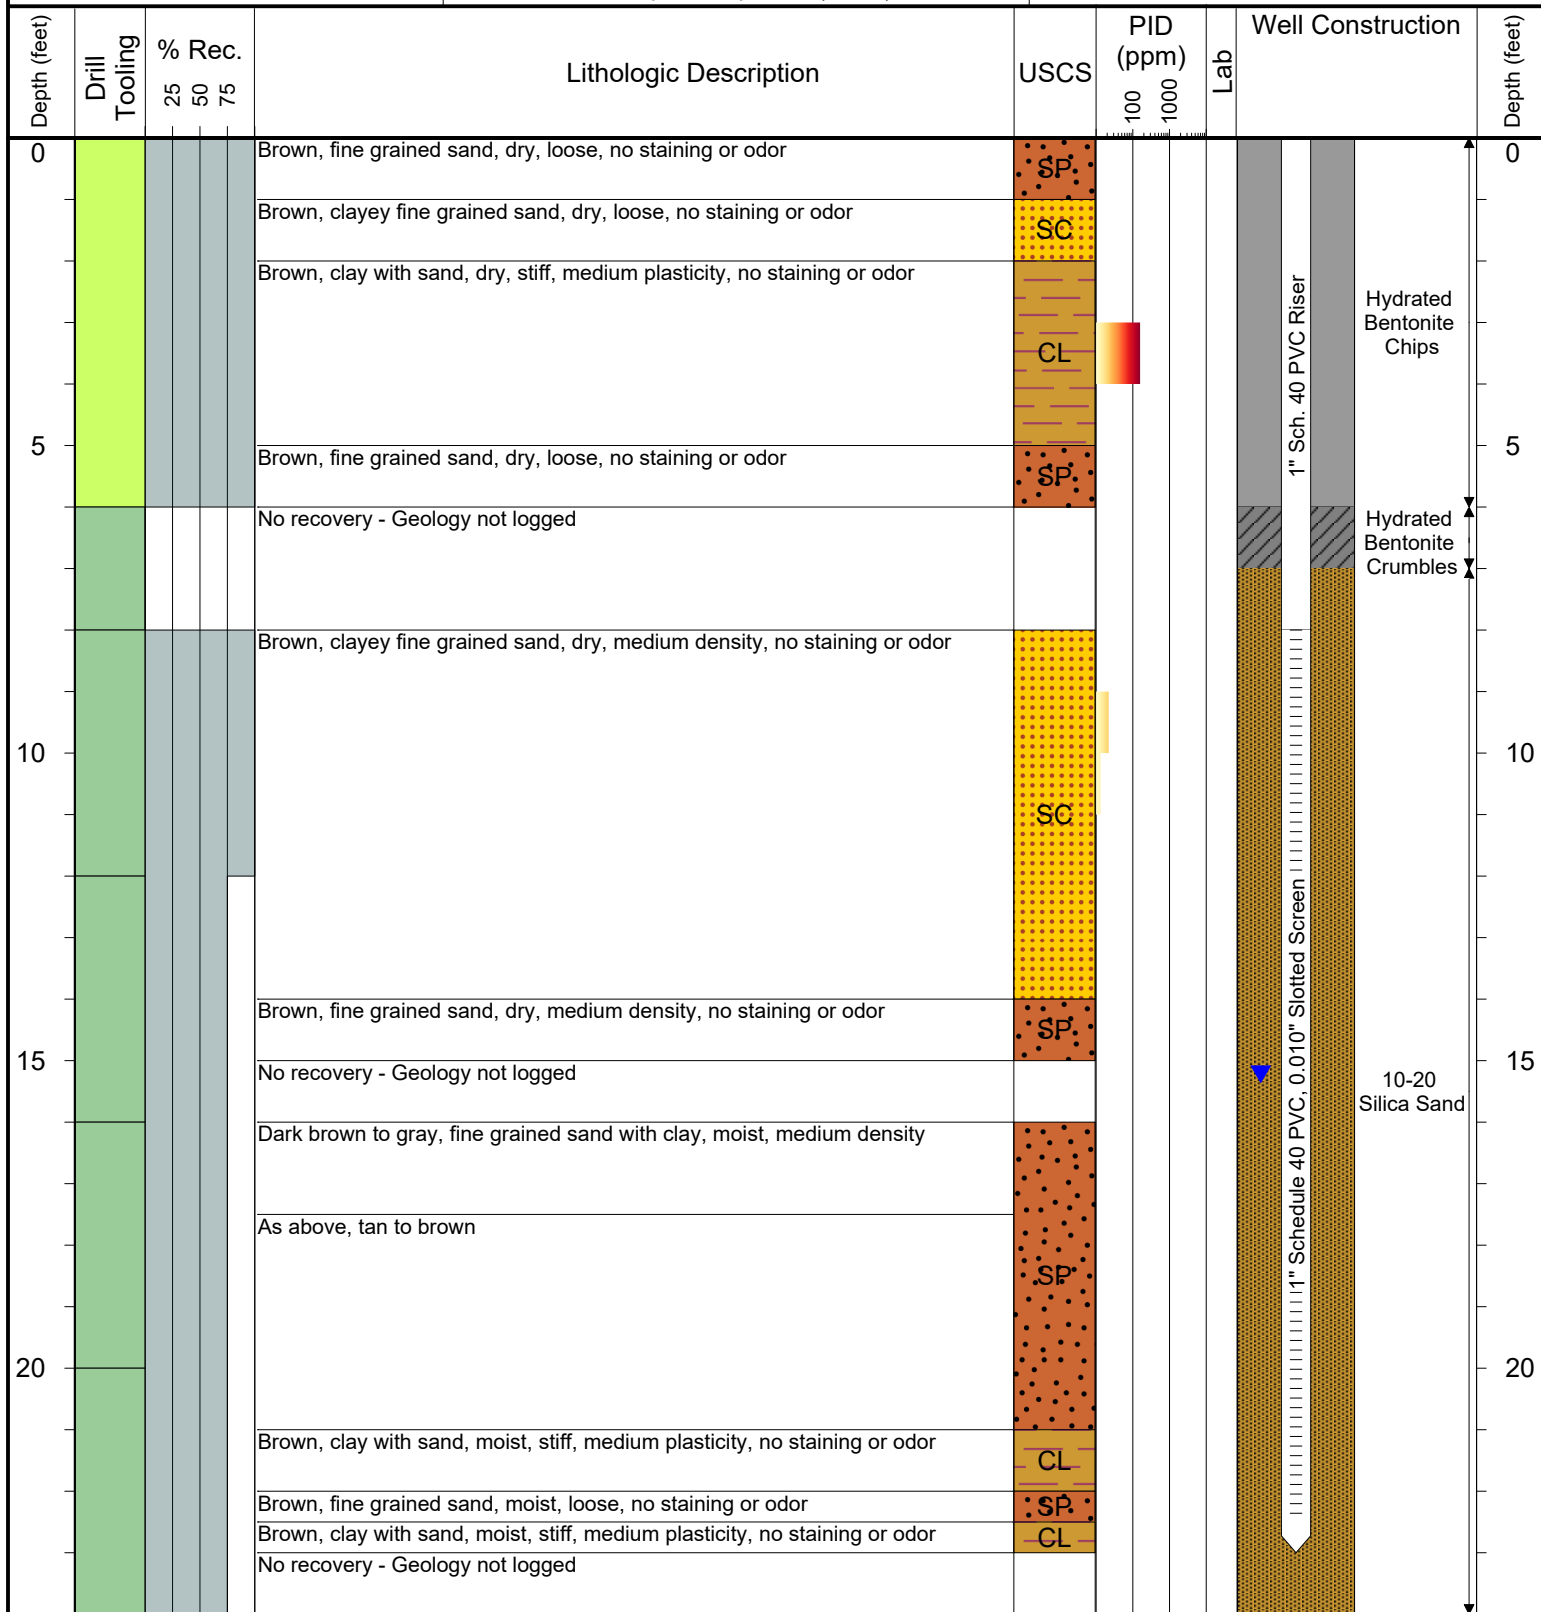 Depth (feet)
Drill
Tooling
% Rec.
25 50 75
Lithologic Description
USCS
PID
(ppm)
100 1000
Lab
Well Construction
Depth (feet)
0
Brown, fine grained sand, dry, loose, no staining or odor
SP
0
Brown, clayey fine grained sand, dry, loose, no staining or odor
SC
Brown, clay with sand, dry, stiff, medium plasticity, no staining or odor
CL
1" Sch. 40 PVC Riser
Hydrated
Bentonite
Chips
5
Brown, fine grained sand, dry, loose, no staining or odor
SP
5
No recovery - Geology not logged
Hydrated
Bentonite
Crumbles
Brown, clayey fine grained sand, dry, medium density, no staining or odor
10
SC
10
1" Schedule 40 PVC, 0.010" Slotted Screen
Brown, fine grained sand, dry, medium density, no staining or odor
SP
15
No recovery - Geology not logged
10-20
Silica Sand
15
Dark brown to gray, fine grained sand with clay, moist, medium density
As above, tan to brown
SP
20
20
Brown, clay with sand, moist, stiff, medium plasticity, no staining or odor
CL
Brown, fine grained sand, moist, loose, no staining or odor
SP
Brown, clay with sand, moist, stiff, medium plasticity, no staining or odor
CL
No recovery - Geology not logged